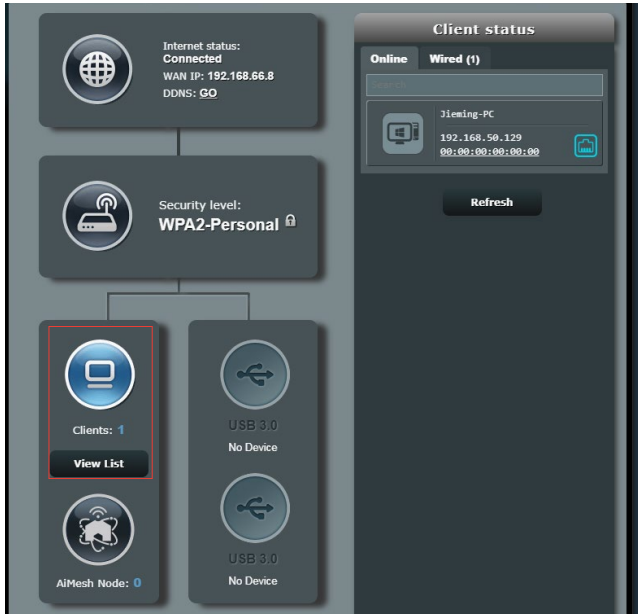 Internet status:
Connected
WAN IP: 192.168.66.8
DDNS: GO
Security level:
WPA2-Personal
Clients: 1
View List
AiMesh Node: 0
USB 3.0
No Device
USB 3.0
No Device
Client status
Online Wired (1)
Search
Jieming-PC
192.168.50.129
00:00:00:00:00:00
Refresh